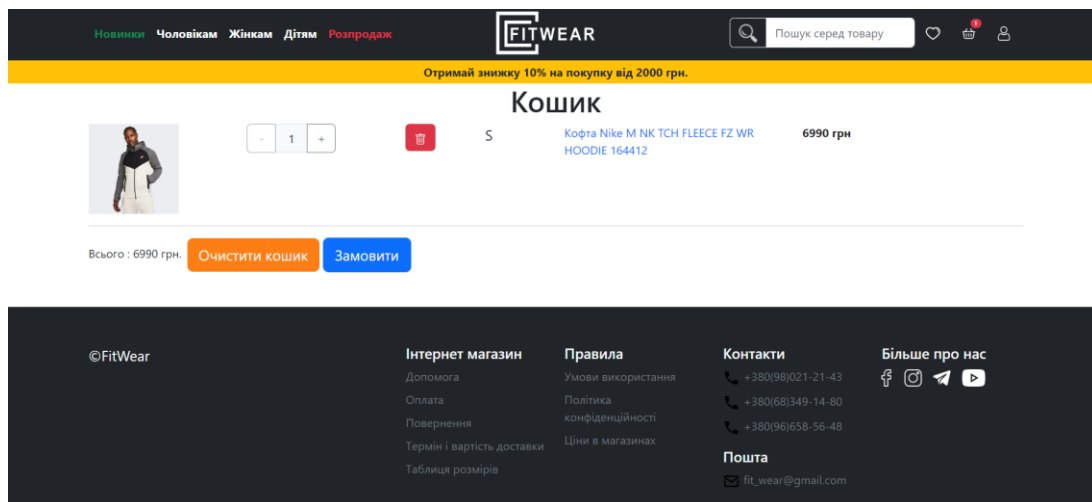 Новинки Чоловікам Жінкам Дітям Розпродаж
FITWEAR
Пошук серед товару
1
Отримай знижку 10% на покупку від 2000 грн.
Кошик
- 1 +
S
Кофта Nike M NK TCH FLEECE FZ WR
HOODIE 164412
6990 грн
Всього : 6990 грн.
Очистити кошик
Замовити
©FitWear
Інтернет магазин
Допомога
Оплата
Повернення
Термін і вартість доставки
Таблиця розмірів
Правила
Умови використання
Політика
конфіденційності
Ціни в магазинах
Контакти
+380(98)021-21-43
+380(68)349-14-80
+380(96)658-56-48
Пошта
fit_wear@gmail.com
Більше про нас